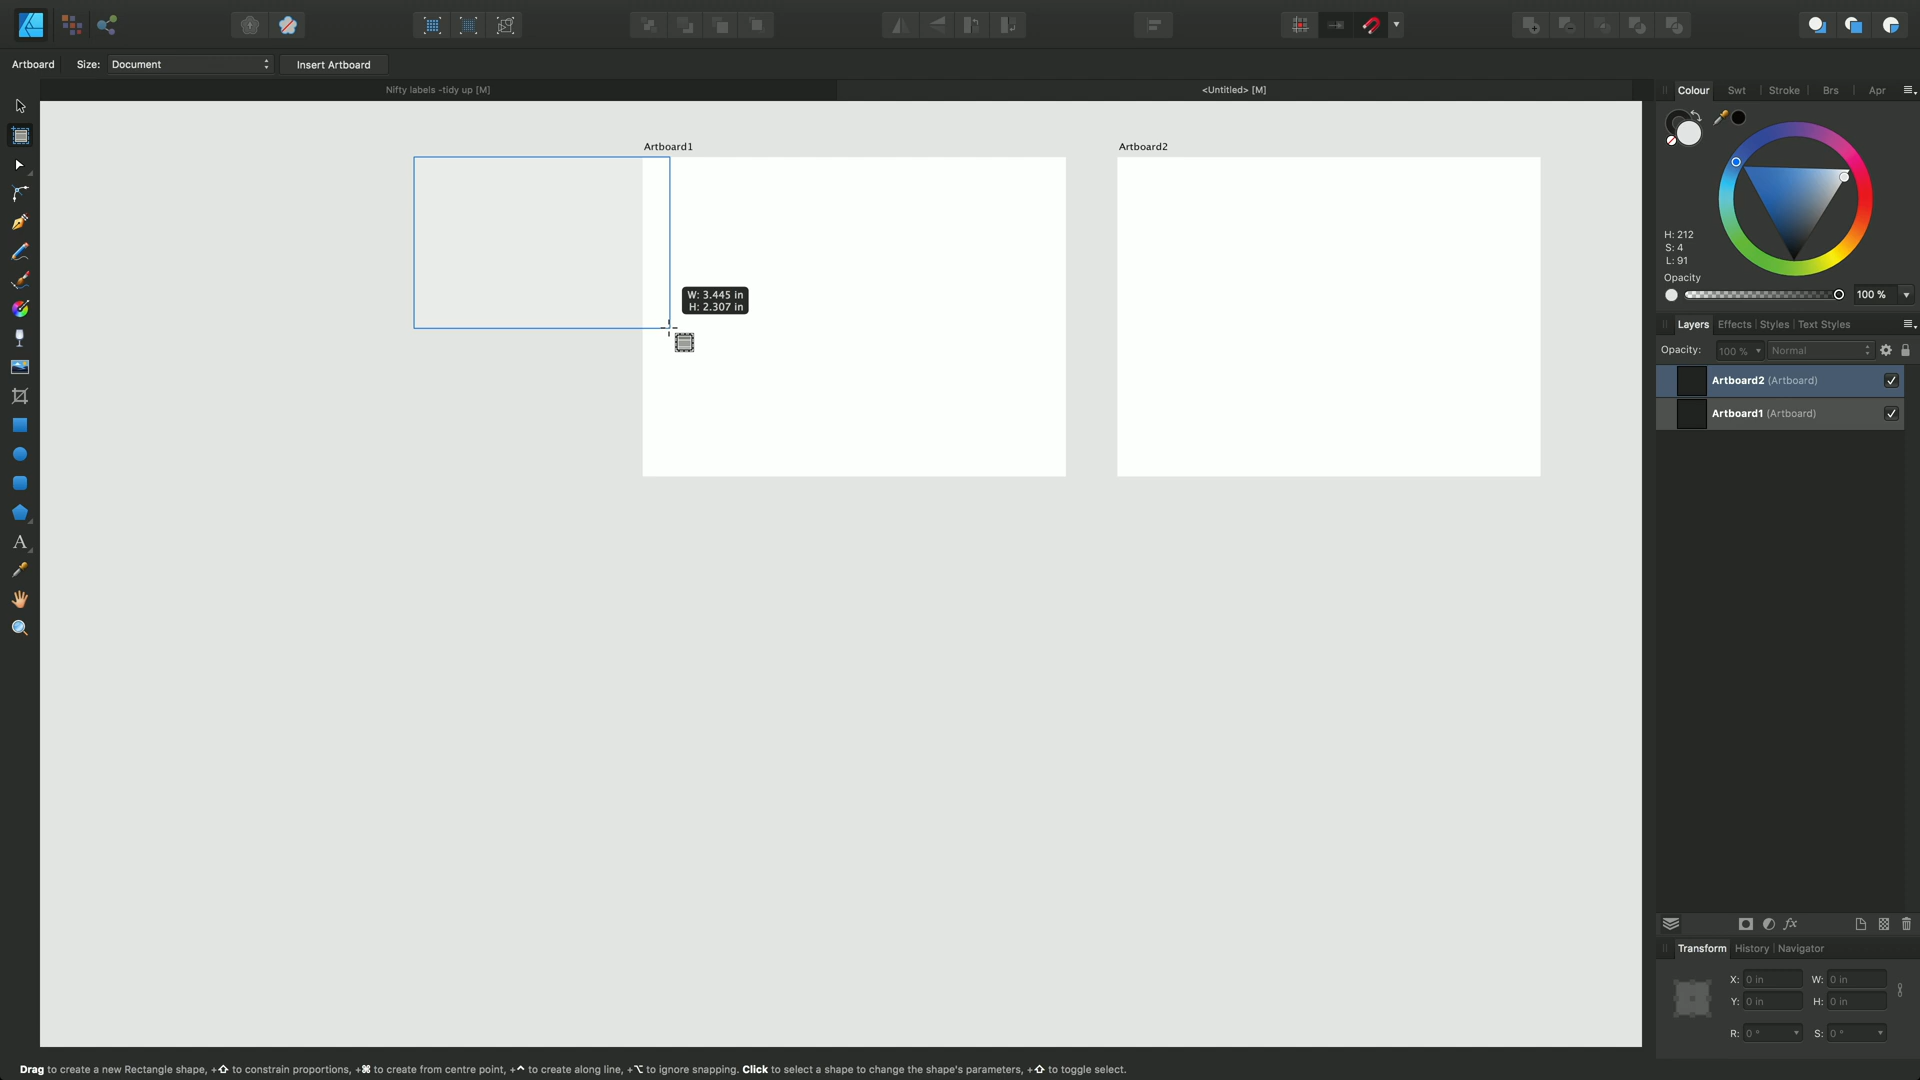 Artboard Size: Document Insert Artboard
Nifty labels -tidy up [M]
<Untitled> [M]
Colour Swt Stroke Brs Apr
Artboard1
Artboard2
W: 3.445 in
H: 2.307 in
H: 212
S: 4
L: 91
Opacity
100 %
Layers Effects Styles Text Styles
Opacity: 100 % Normal
Artboard2 (Artboard)
Artboard1 (Artboard)
fx
Transform History Navigator
X: 0 in W: 0 in
Y: 0 in H: 0 in
R: 0 ° S: 0 °
A
Drag to create a new Rectangle shape, +⇧ to constrain proportions, +⌘ to create from centre point, +^ to create along line, +⌥ to ignore snapping. Click to select a shape to change the shape's parameters, +⇧ to toggle select.